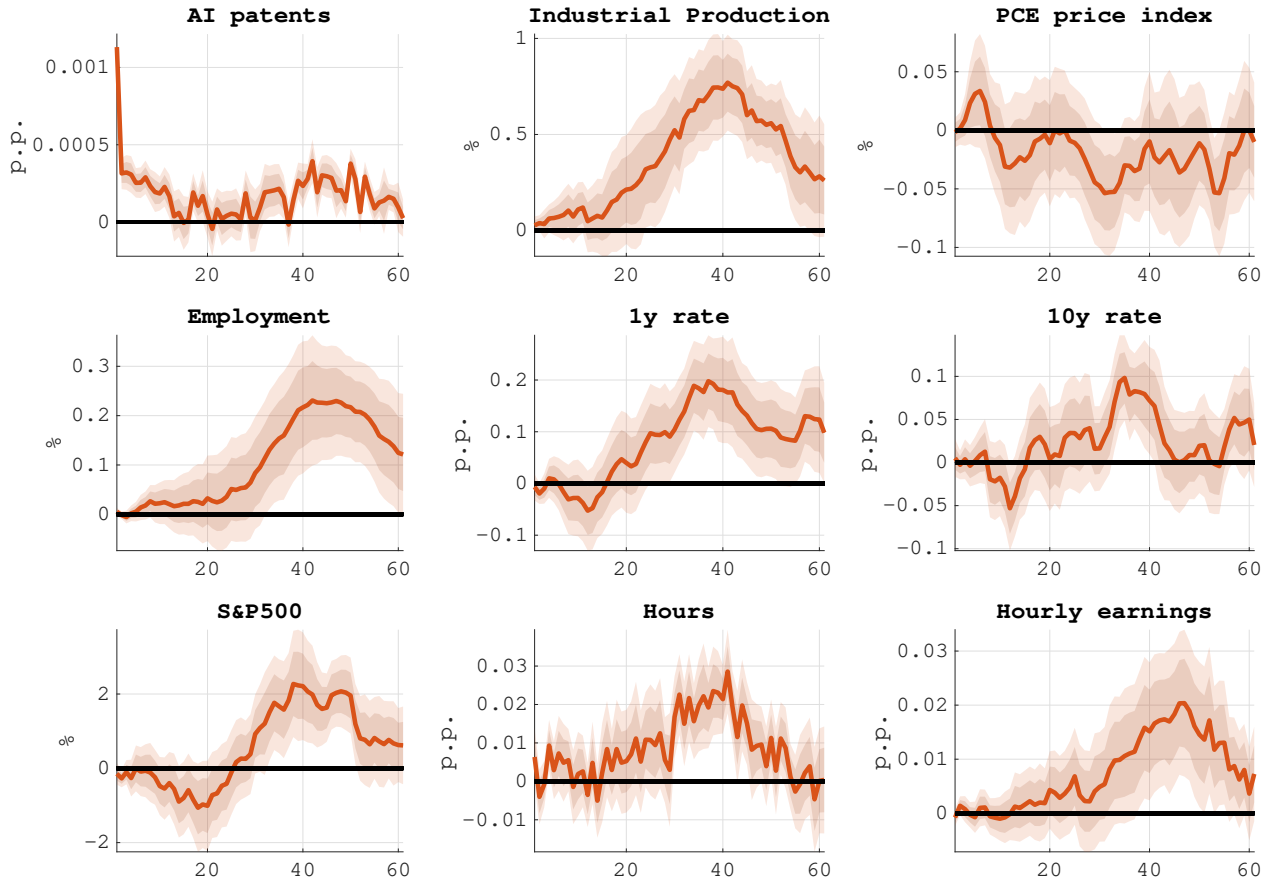 AI patents
p.p.
0.001
0.0005
0
20 40 60
Industrial Production
%
1
0.5
0
20 40 60
PCE price index
%
0.05
0
-0.05
-0.1
20 40 60
Employment
%
0.3
0.2
0.1
0
20 40 60
1y rate
p.p.
0.2
0.1
0
-0.1
20 40 60
10y rate
p.p.
0.1
0.05
0
-0.05
-0.1
20 40 60
S&P500
%
2
0
-2
20 40 60
Hours
p.p.
0.03
0.02
0.01
0
-0.01
20 40 60
Hourly earnings
p.p.
0.03
0.02
0.01
0
20 40 60